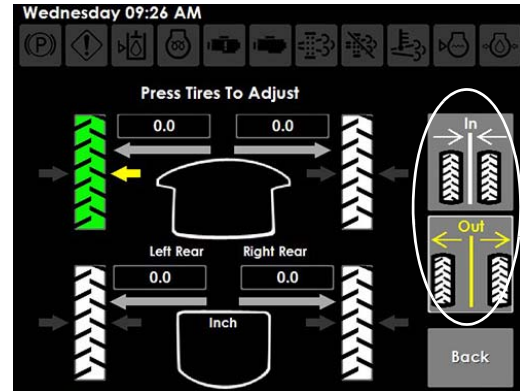 Wednesday 09:26 AM
(P)
Press Tires To Adjust
0.0 0.0
In
Out
Left Rear Right Rear
0.0 0.0
Inch
Back